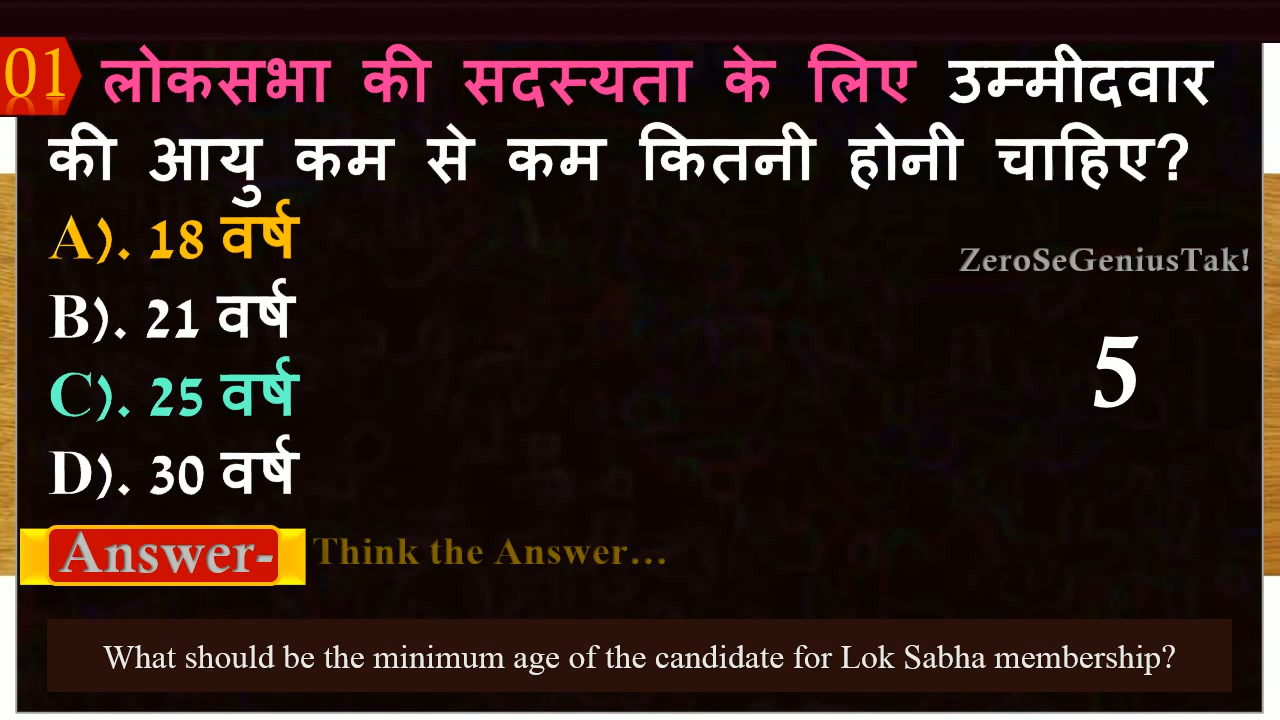 01
लोकसभा की सदस्यता के लिए उम्मीदवार
की आयु कम से कम कितनी होनी चाहिए?
A). 18 वर्ष
ZeroSeGeniusTak!
B). 21 वर्ष
5
C). 25 वर्ष
D). 30 वर्ष
Answer- Think the Answer...
What should be the minimum age of the candidate for Lok Sabha membership?